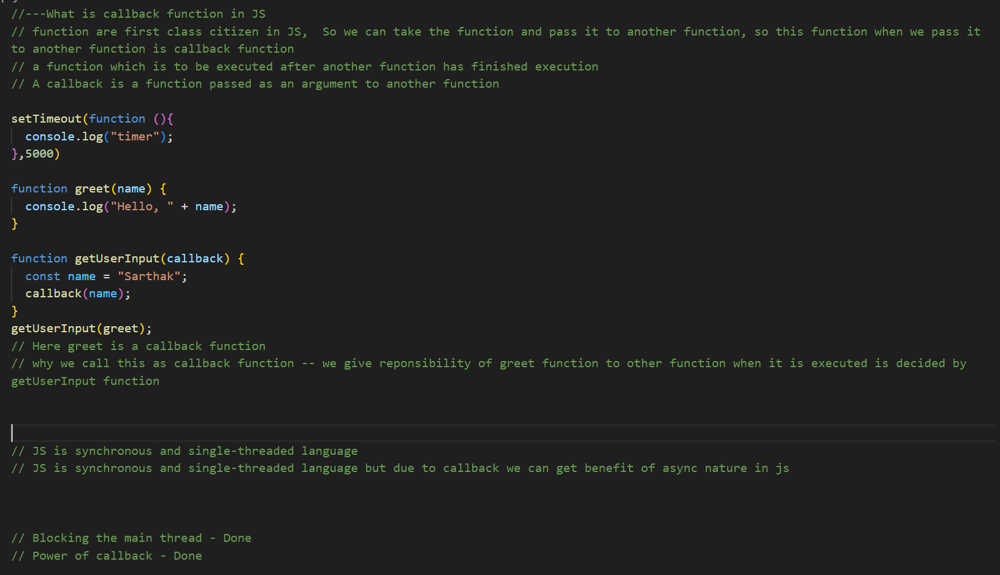 //---What is callback function in JS
// function are first class citizen in JS,  So we can take the function and pass it to another function, so this function when we pass it
to another function is callback function
// a function which is to be executed after another function has finished execution
// A callback is a function passed as an argument to another function
setTimeout(function (){
  console.log("timer");
},5000)
function greet(name) {
  console.log("Hello, " + name);
}
function getUserInput(callback) {
  const name = "Sarthak";
  callback(name);
}
getUserInput(greet);
// Here greet is a callback function
// why we call this as callback function -- we give reponsibility of greet function to other function when it is executed is decided by
getUserInput function
// JS is synchronous and single-threaded language
// JS is synchronous and single-threaded language but due to callback we can get benefit of async nature in js
// Blocking the main thread - Done
// Power of callback - Done